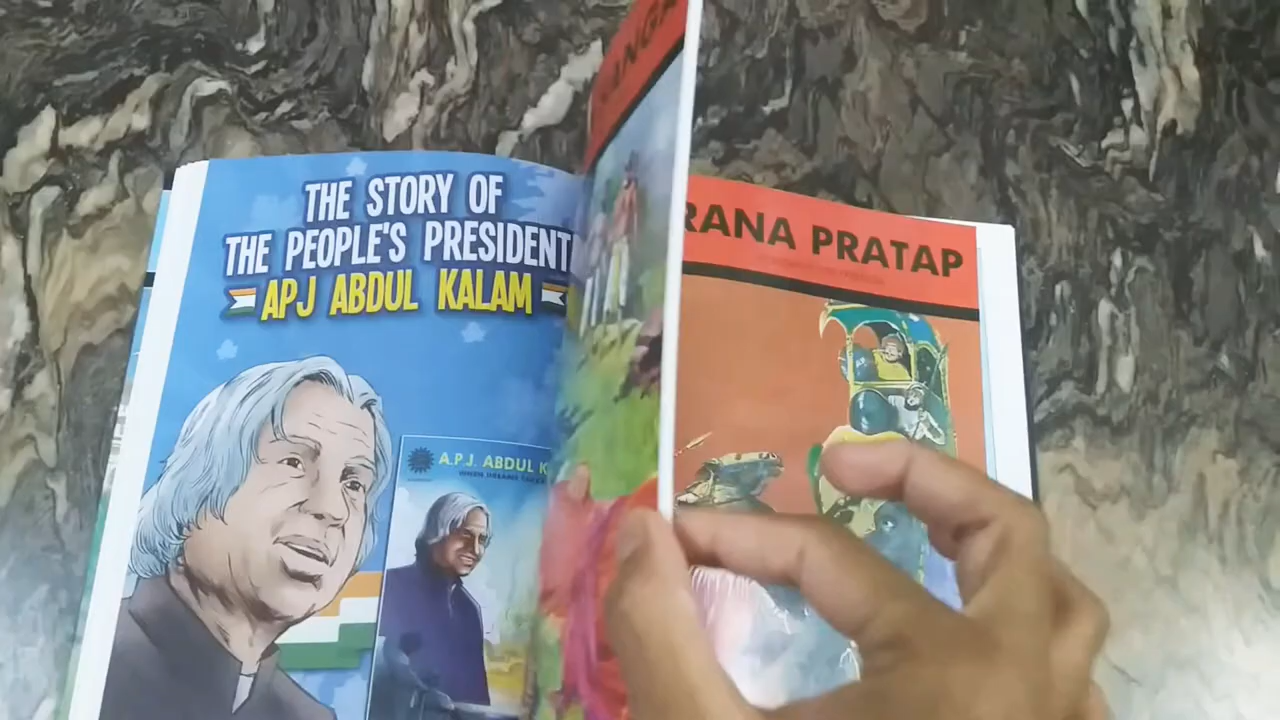 THE STORY OF
THE PEOPLE'S PRESIDENT
APJ ABDUL KALAM
A.P.J. ABDUL K
RANA PRATAP